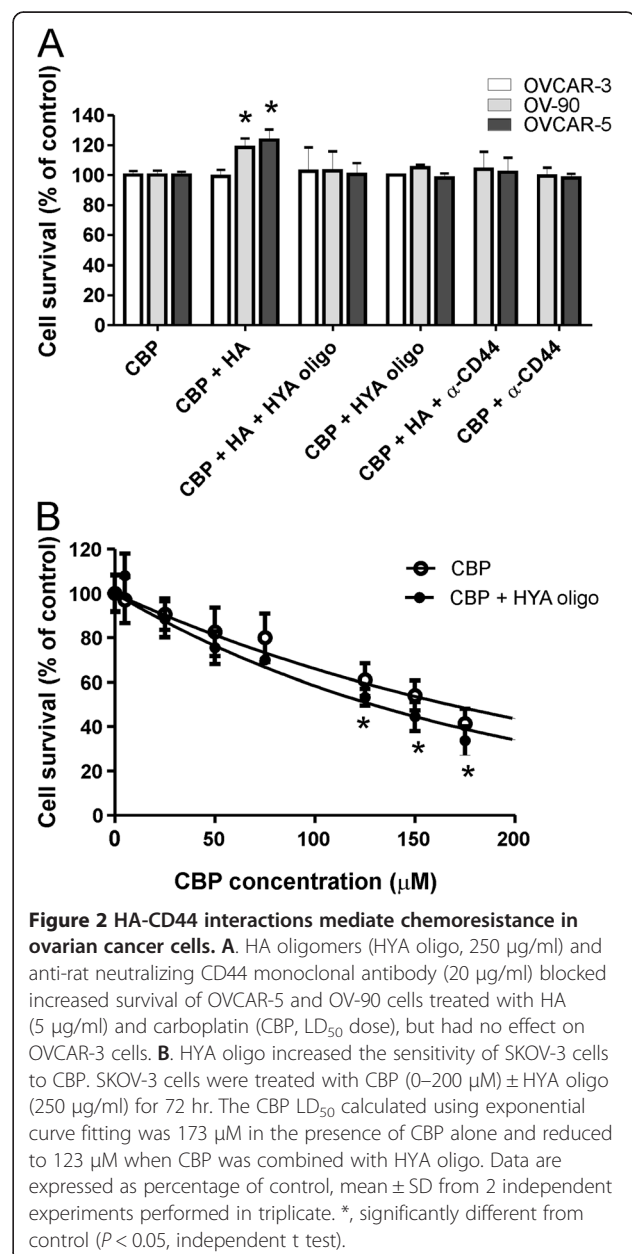 A
OVCAR-3
OV-90
OVCAR-5
Cell survival (% of control)
140
120
100
80
60
40
20
0
* *
CBP
CBP + HA
CBP + HA + HYA oligo
CBP + HYA oligo
CBP + HA + α-CD44
CBP + α-CD44
B
CBP
CBP + HYA oligo
Cell survival (% of control)
120
100
80
60
40
20
0
* * *
0 50 100 150 200
CBP concentration (μM)
Figure 2 HA-CD44 interactions mediate chemoresistance in
ovarian cancer cells. A. HA oligomers (HYA oligo, 250 μg/ml) and
anti-rat neutralizing CD44 monoclonal antibody (20 μg/ml) blocked
increased survival of OVCAR-5 and OV-90 cells treated with HA
(5 μg/ml) and carboplatin (CBP, LD50 dose), but had no effect on
OVCAR-3 cells. B. HYA oligo increased the sensitivity of SKOV-3 cells
to CBP. SKOV-3 cells were treated with CBP (0–200 μM) ± HYA oligo
(250 μg/ml) for 72 hr. The CBP LD50 calculated using exponential
curve fitting was 173 μM in the presence of CBP alone and reduced
to 123 μM when CBP was combined with HYA oligo. Data are
expressed as percentage of control, mean ± SD from 2 independent
experiments performed in triplicate. *, significantly different from
control (P < 0.05, independent t test).